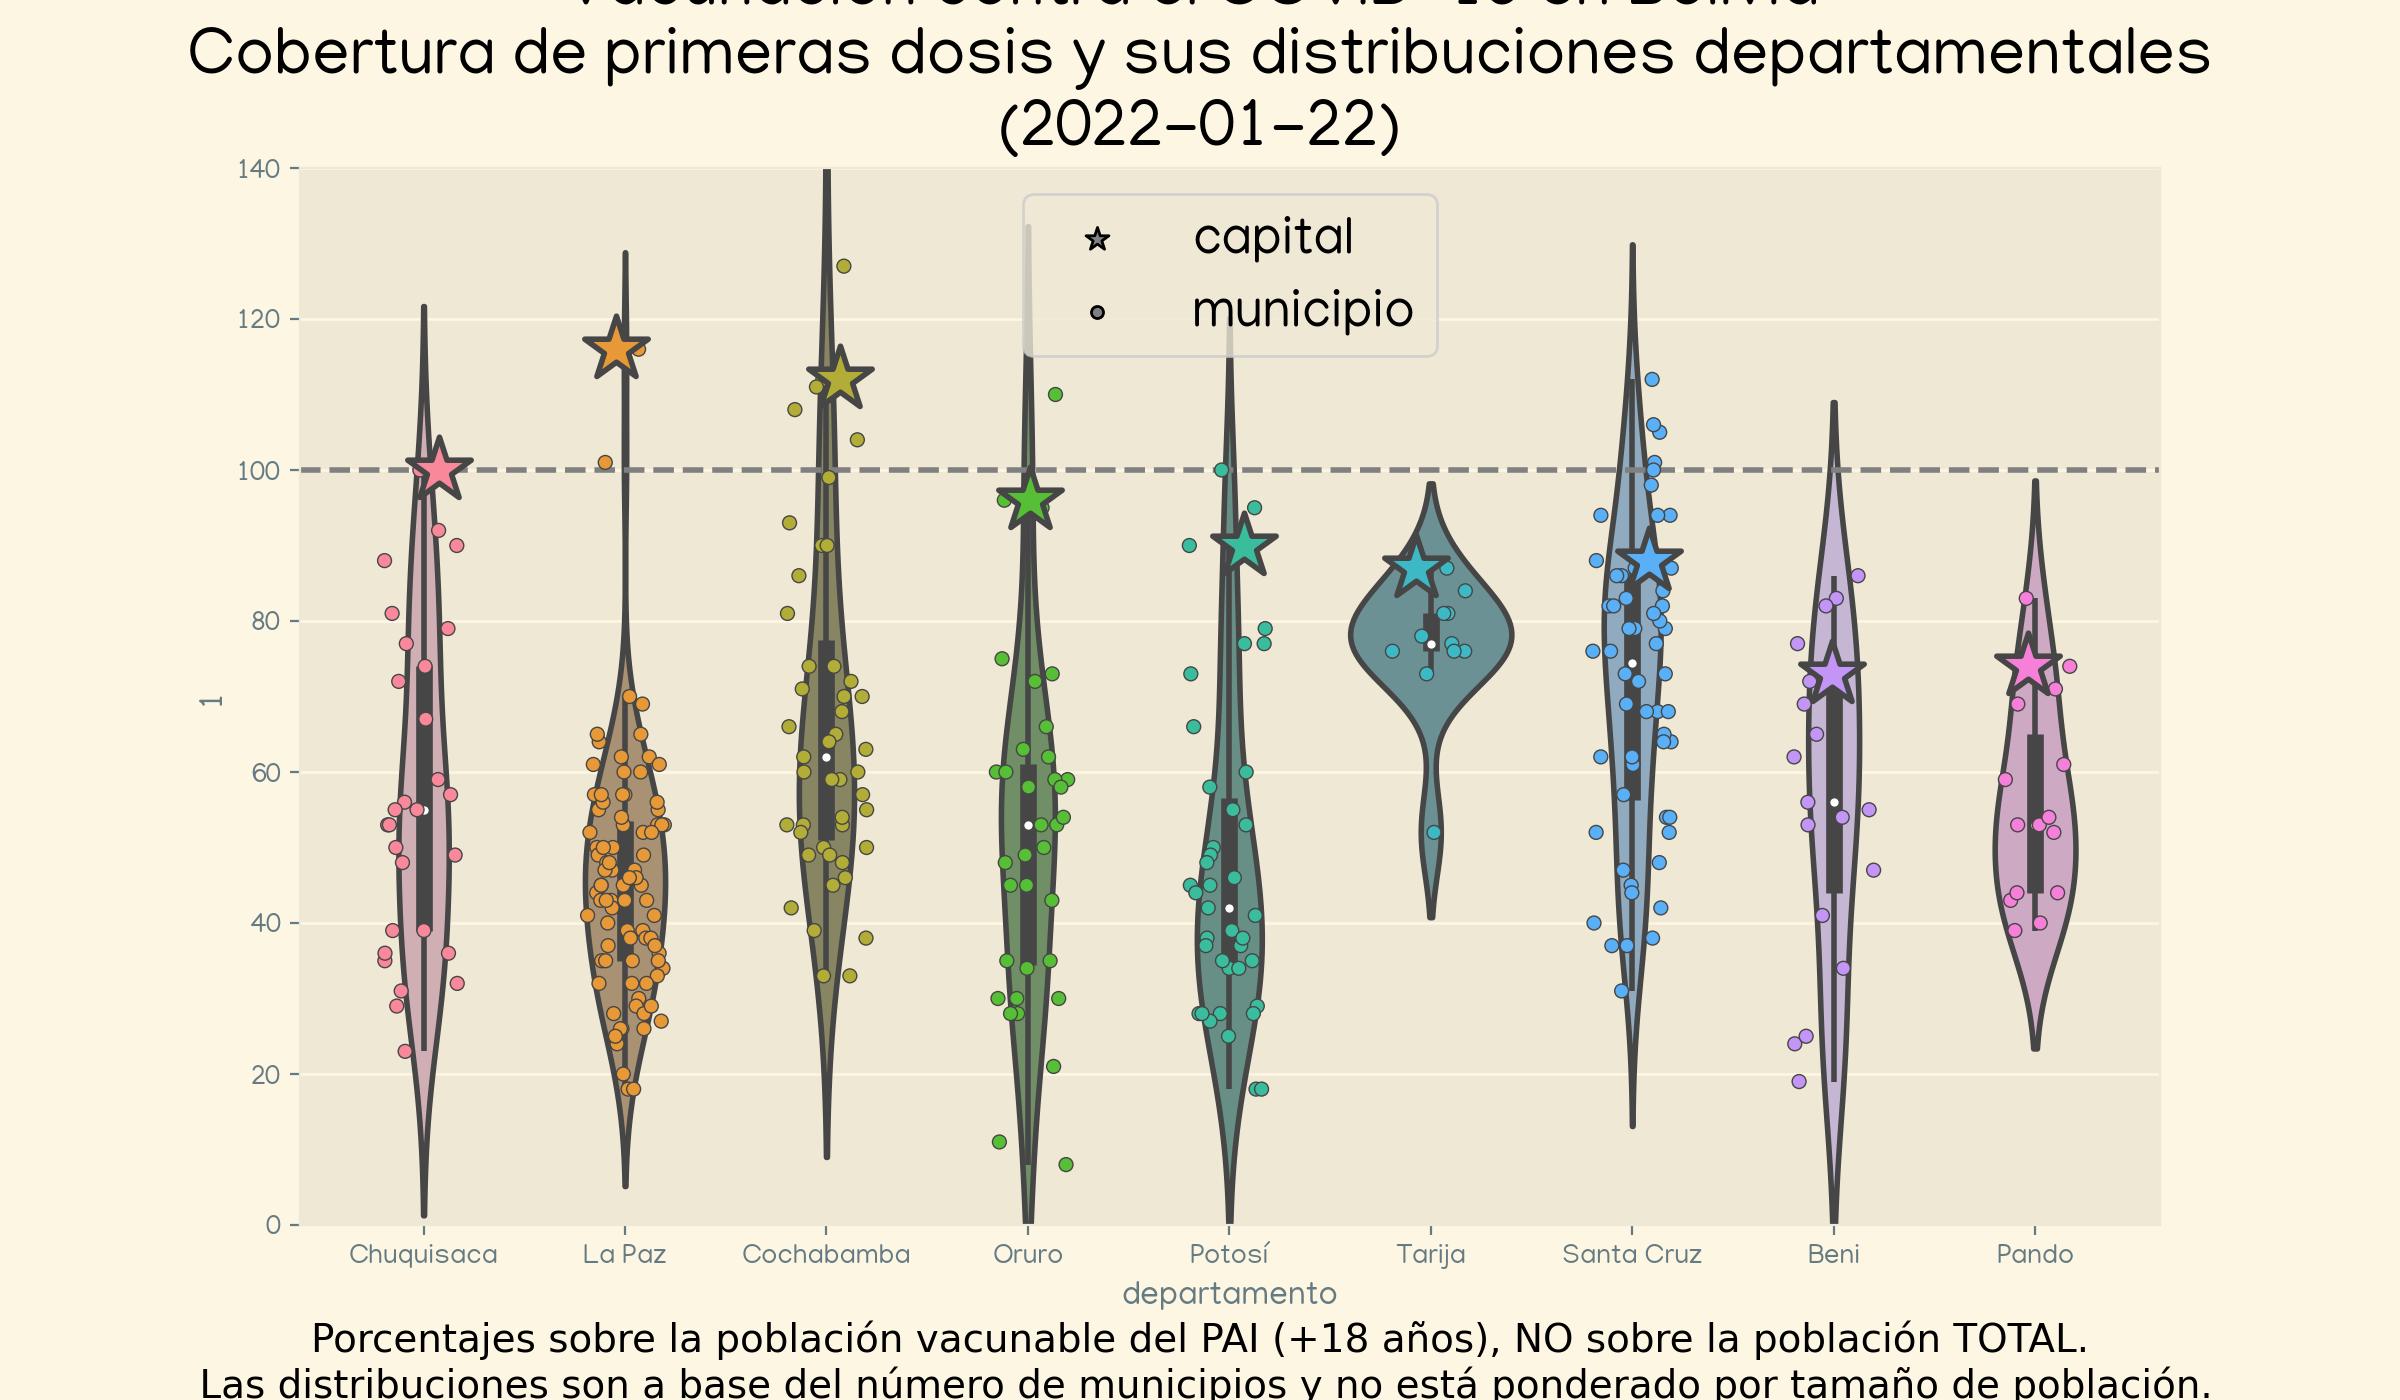 Cobertura de primeras dosis y sus distribuciones departamentales
(2022-01-22)
140
120
100
80
60
40
20
0
1
capital
municipio
Chuquisaca La Paz Cochabamba Oruro Potosí Tarija Santa Cruz Beni Pando
departamento
Porcentajes sobre la población vacunable del PAI (+18 años), NO sobre la población TOTAL.
Las distribuciones son a base del número de municipios y no está ponderado por tamaño de población.